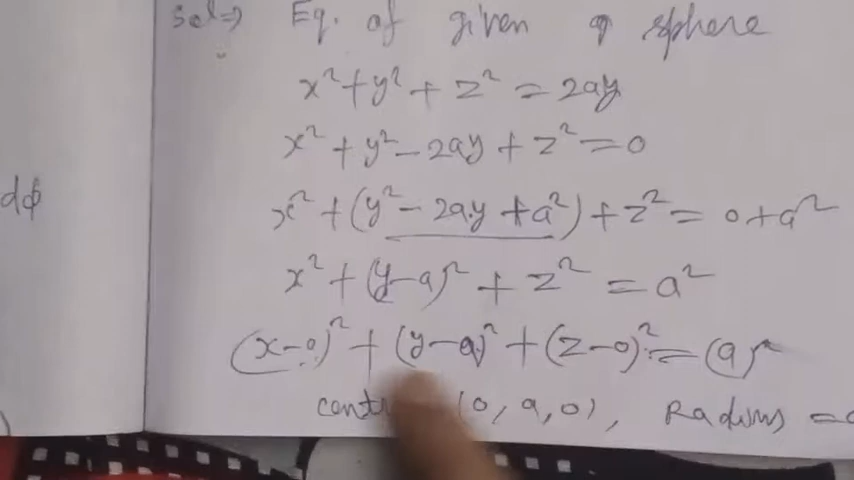 Sol⇒ Eq. of given sphere
x² + y² + z² = 2ay
x² + y² − 2ay + z² = 0
dφ
x² + (y² − 2ay + a²) + z² = 0 + a²
x² + (y−a)² + z² = a²
(x−0)² + (y−a)² + (z−0)² = (a)²
(0, a, 0), Radius =